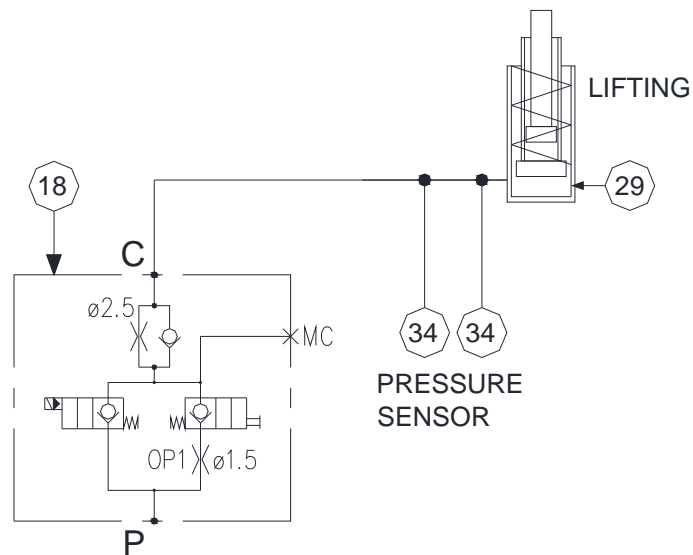 LIFTING
18
29
C
ø2.5
MC
34
34
PRESSURE
SENSOR
OP1
ø1.5
P